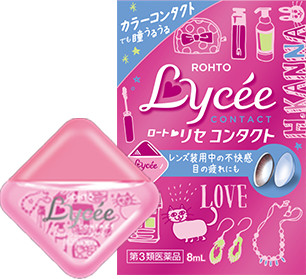 カラーコンタクト
でも瞳うるうる
H.KANNA!!
ROHTO
Lycée
CONTACT
ロート リセ コンタクト
レンズ装用中の不快感
目の疲れにも
LOVE
第3類医薬品 8mL
Lycée